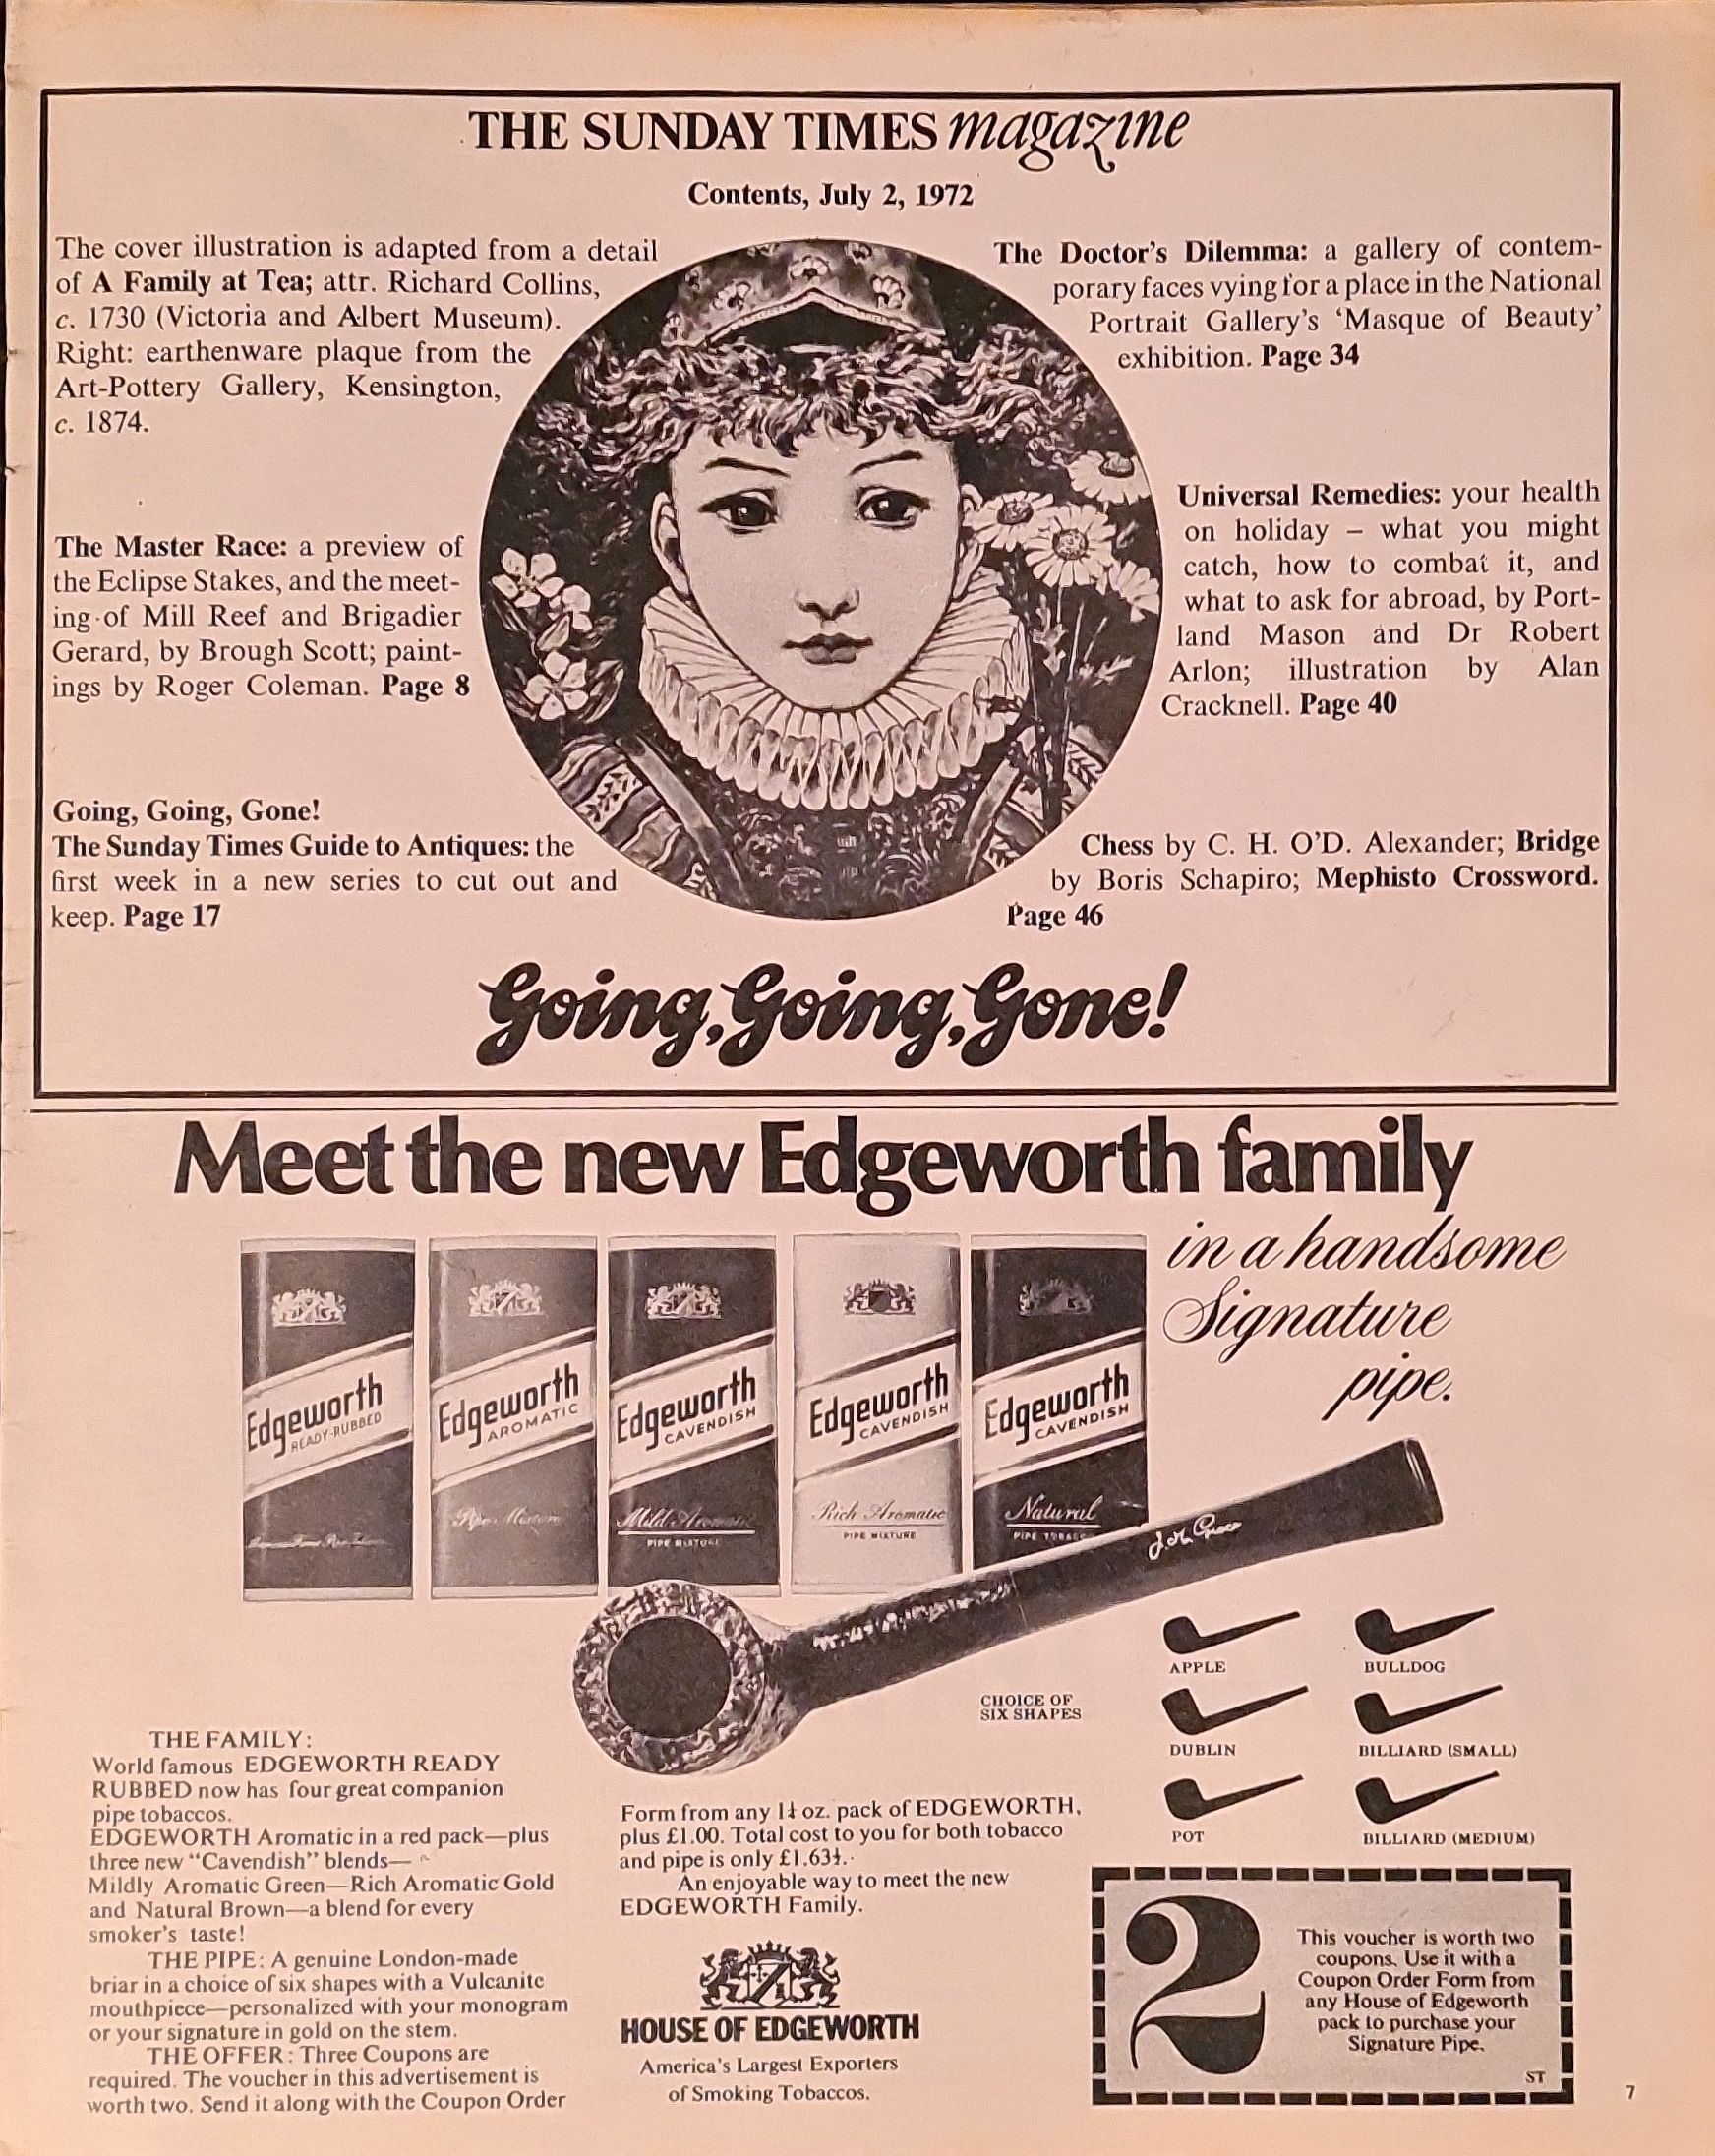 THE SUNDAY TIMES magazine
Contents, July 2, 1972
The cover illustration is adapted from a detail
of A Family at Tea; attr. Richard Collins,
c. 1730 (Victoria and Albert Museum).
Right: earthenware plaque from the
Art-Pottery Gallery, Kensington,
c. 1874.
The Master Race: a preview of
the Eclipse Stakes, and the meet-
ing of Mill Reef and Brigadier
Gerard, by Brough Scott; paint-
ings by Roger Coleman. Page 8
Going, Going, Gone!
The Sunday Times Guide to Antiques: the
first week in a new series to cut out and
keep. Page 17
The Doctor's Dilemma: a gallery of contem-
porary faces vying for a place in the National
Portrait Gallery's 'Masque of Beauty'
exhibition. Page 34
Universal Remedies: your health
on holiday – what you might
catch, how to combat it, and
what to ask for abroad, by Port-
land Mason and Dr Robert
Arlon; illustration by Alan
Cracknell. Page 40
Chess by C. H. O'D. Alexander; Bridge
by Boris Schapiro; Mephisto Crossword.
Page 46
Going, Going, Gone!
Meet the new Edgeworth family
in a handsome
Signature
pipe.
Edgeworth
READY-RUBBED
Edgeworth
AROMATIC
Pipe Mixture
Edgeworth
CAVENDISH
Mild Aromatic
PIPE MIXTURE
Edgeworth
CAVENDISH
Rich Aromatic
PIPE MIXTURE
Edgeworth
CAVENDISH
Natural
PIPE TOBACCO
CHOICE OF
SIX SHAPES
APPLE
BULLDOG
DUBLIN
BILLIARD (SMALL)
POT
BILLIARD (MEDIUM)
THE FAMILY:
World famous EDGEWORTH READY
RUBBED now has four great companion
pipe tobaccos.
EDGEWORTH Aromatic in a red pack—plus
three new "Cavendish" blends—
Mildly Aromatic Green—Rich Aromatic Gold
and Natural Brown—a blend for every
smoker's taste!
THE PIPE: A genuine London-made
briar in a choice of six shapes with a Vulcanite
mouthpiece—personalized with your monogram
or your signature in gold on the stem.
THE OFFER: Three Coupons are
required. The voucher in this advertisement is
worth two. Send it along with the Coupon Order
Form from any oz. pack of EDGEWORTH,
plus £1.00. Total cost to you for both tobacco
and pipe is only £1.63½.
An enjoyable way to meet the new
EDGEWORTH Family.
HOUSE OF EDGEWORTH
America's Largest Exporters
of Smoking Tobaccos.
2
This voucher is worth two
coupons. Use it with a
Coupon Order Form from
any House of Edgeworth
pack to purchase your
Signature Pipe.
ST
7